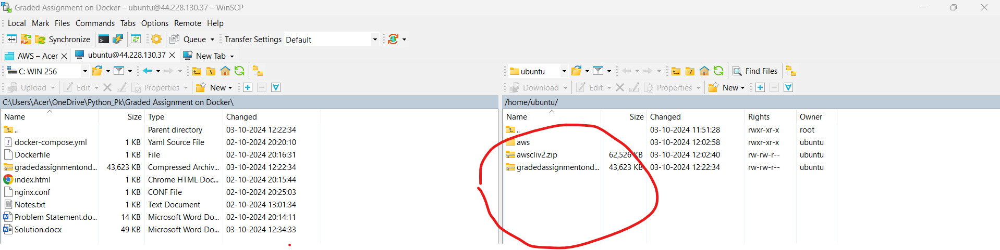 Graded Assignment on Docker – ubuntu@44.228.130.37 – WinSCP
Local Mark Files Commands Tabs Options Remote Help
Synchronize Queue Transfer Settings Default
AWS – Acer ubuntu@44.228.130.37 New Tab
C: WIN 256 ubuntu Find Files
Upload Edit Properties New Download Edit Properties New
C:\Users\Acer\OneDrive\Python_Pk\Graded Assignment on Docker\ /home/ubuntu/
Name Size Type Changed Name Size Changed Rights Owner
.. Parent directory 03-10-2024 12:22:34 .. 03-10-2024 11:51:28 rwxr-xr-x root
docker-compose.yml 1 KB Yaml Source File 02-10-2024 20:20:10 aws 03-10-2024 12:02:58 rwxr-xr-x ubuntu
Dockerfile 1 KB File 02-10-2024 20:16:31 awscliv2.zip 62,526 KB 03-10-2024 12:02:40 rw-rw-r-- ubuntu
gradedassignmentond... 43,623 KB Compressed Archiv... 03-10-2024 12:22:34 gradedassignmentond... 43,623 KB 03-10-2024 12:22:34 rw-rw-r-- ubuntu
index.html 1 KB Chrome HTML Doc... 02-10-2024 20:15:44
nginx.conf 1 KB CONF File 02-10-2024 20:25:03
Notes.txt 1 KB Text Document 02-10-2024 13:01:34
Problem Statement.do... 14 KB Microsoft Word Do... 02-10-2024 20:14:11
Solution.docx 49 KB Microsoft Word Do... 03-10-2024 12:34:33